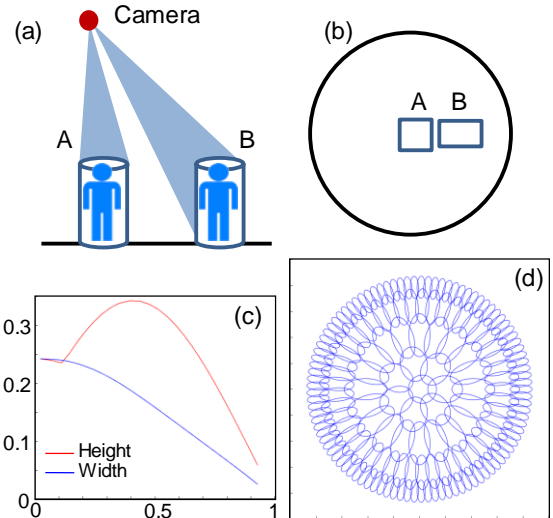 (a)
Camera
A
B
(b)
A
B
(c)
0.3
0.2
0.1
0
Height
Width
0
0.5
1
(d)